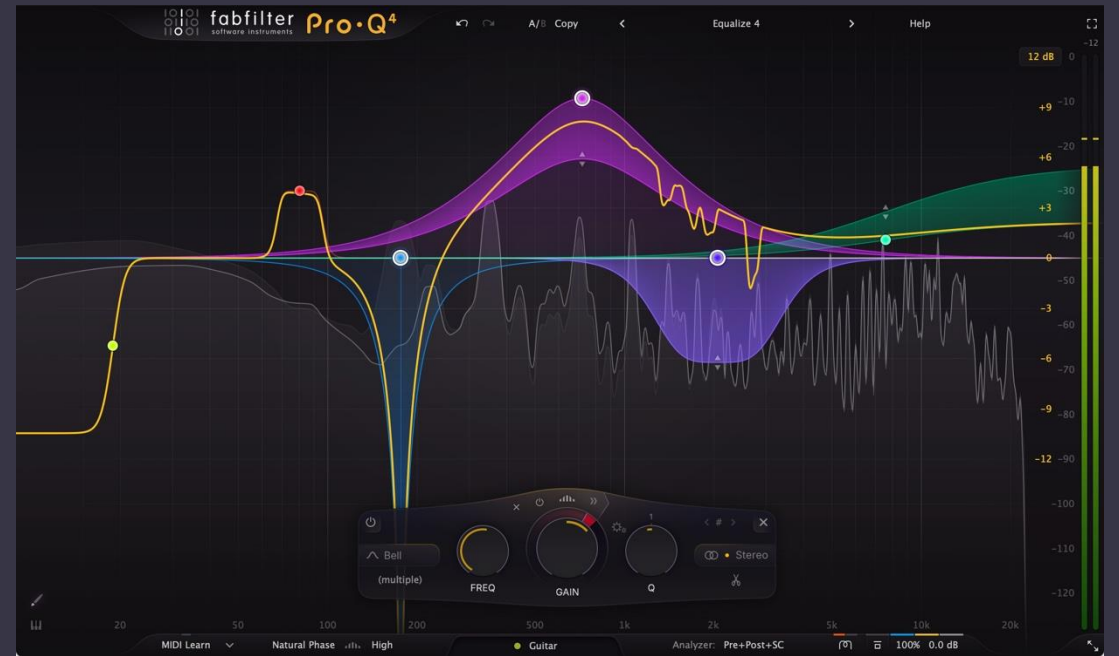 fabfilter
software instruments
Pro·Q4
A/B Copy
Equalize 4
Help
-12
12 dB 0
+9 -10
-20
+6
-30
+3
-40
0
-50
-3
-60
-6
-70
-9
-80
-12 -90
-100
-110
-120
Bell
(multiple)
FREQ
GAIN
Q
#
Stereo
20 50 100 200 500 1k 2k 5k 10k 20k
MIDI Learn
Natural Phase
High
Guitar
Analyzer: Pre+Post+SC
100% 0.0 dB